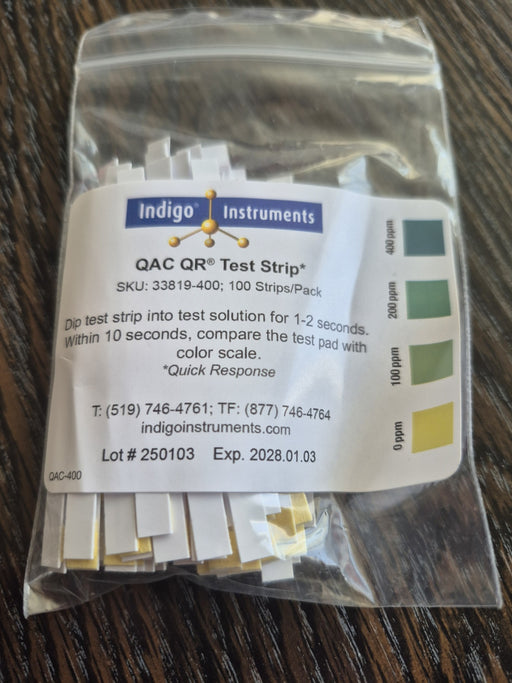 Indigo® Instruments
QAC QR® Test Strip*
SKU: 33819-400; 100 Strips/Pack
Dip test strip into test solution for 1-2 seconds.
Within 10 seconds, compare the test pad with
color scale.
*Quick Response
T: (519) 746-4761; TF: (877) 746-4764
indigoinstruments.com
Lot # 250103 Exp. 2028.01.03
QAC-400
400 ppm
200 ppm
100 ppm
0 ppm